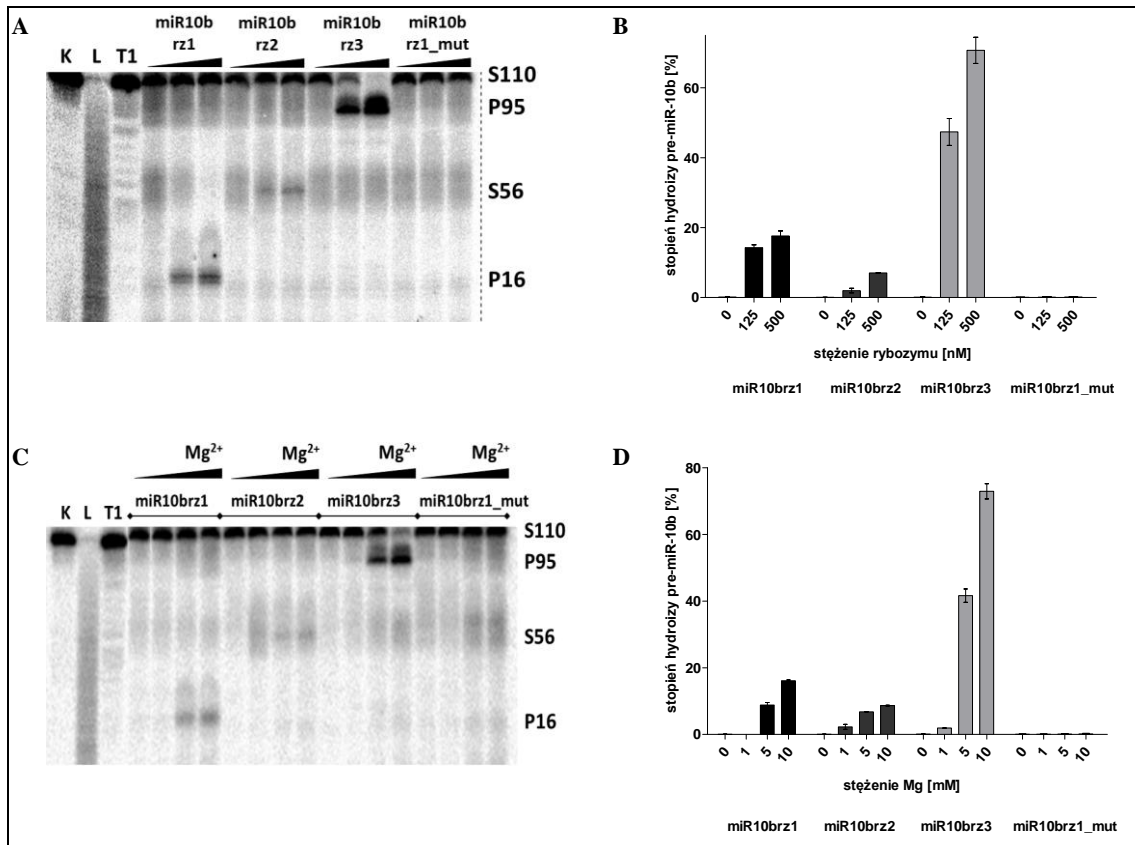 A
miR10b miR10b miR10b miR10b
rz1 rz2 rz3 rz1_mut
K L T1
S110
P95
S56
P16
B
stopień hydroizy pre-miR-10b [%]
60
40
20
0
0 125 500 0 125 500 0 125 500 0 125 500
stężenie rybozymu [nM]
miR10brz1 miR10brz2 miR10brz3 miR10brz1_mut
C
Mg2+ Mg2+ Mg2+ Mg2+
miR10brz1 miR10brz2 miR10brz3 miR10brz1_mut
K L T1
S110
P95
S56
P16
D
stopień hydroizy pre-miR-10b [%]
80
60
40
20
0
0 1 5 10 0 1 5 10 0 1 5 10 0 1 5 10
stężenie Mg [mM]
miR10brz1 miR10brz2 miR10brz3 miR10brz1_mut